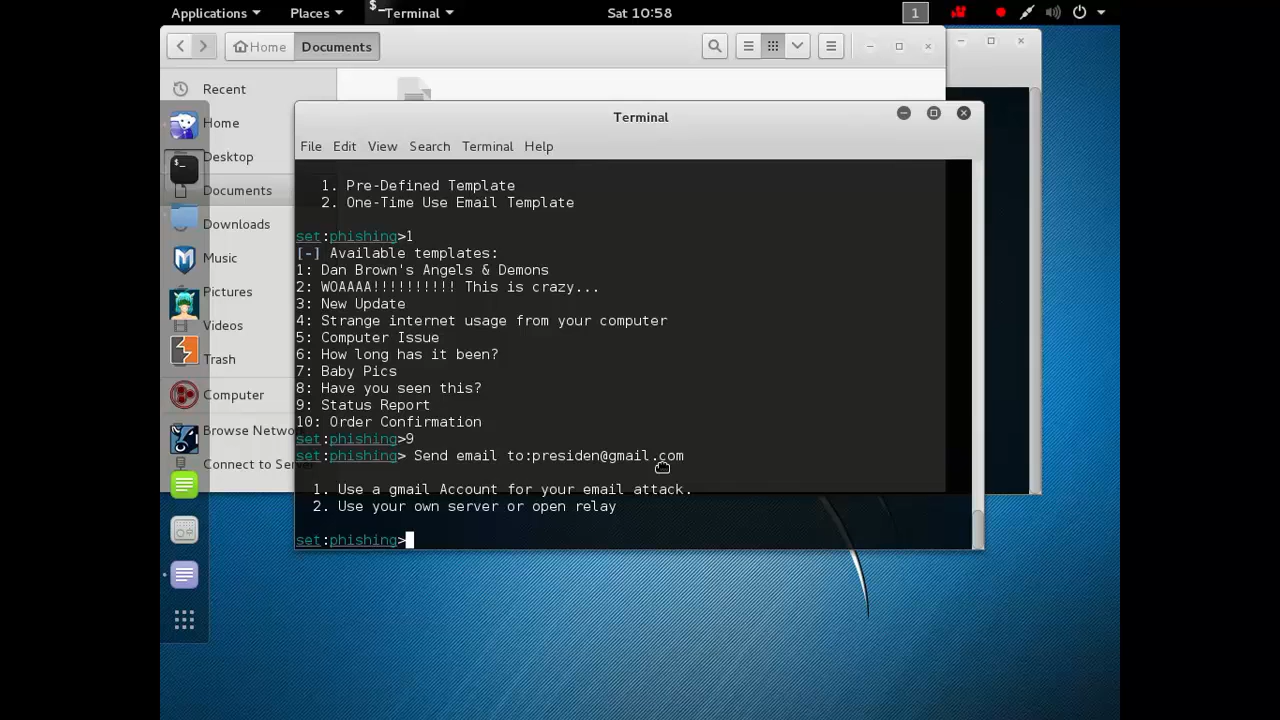 Applications Places Terminal Sat 10:58 1
Home Documents
Recent
Home
Desktop
Documents
Downloads
Music
Pictures
Videos
Trash
Computer
Browse Netwo
Connect to Serv
Terminal
File Edit View Search Terminal Help
1. Pre-Defined Template
2. One-Time Use Email Template
set:phishing>1
[-] Available templates:
1: Dan Brown's Angels & Demons
2: WOAAAA!!!!!!!!!! This is crazy...
3: New Update
4: Strange internet usage from your computer
5: Computer Issue
6: How long has it been?
7: Baby Pics
8: Have you seen this?
9: Status Report
10: Order Confirmation
set:phishing>9
set:phishing> Send email to:presiden@gmail.com
1. Use a gmail Account for your email attack.
2. Use your own server or open relay
set:phishing>